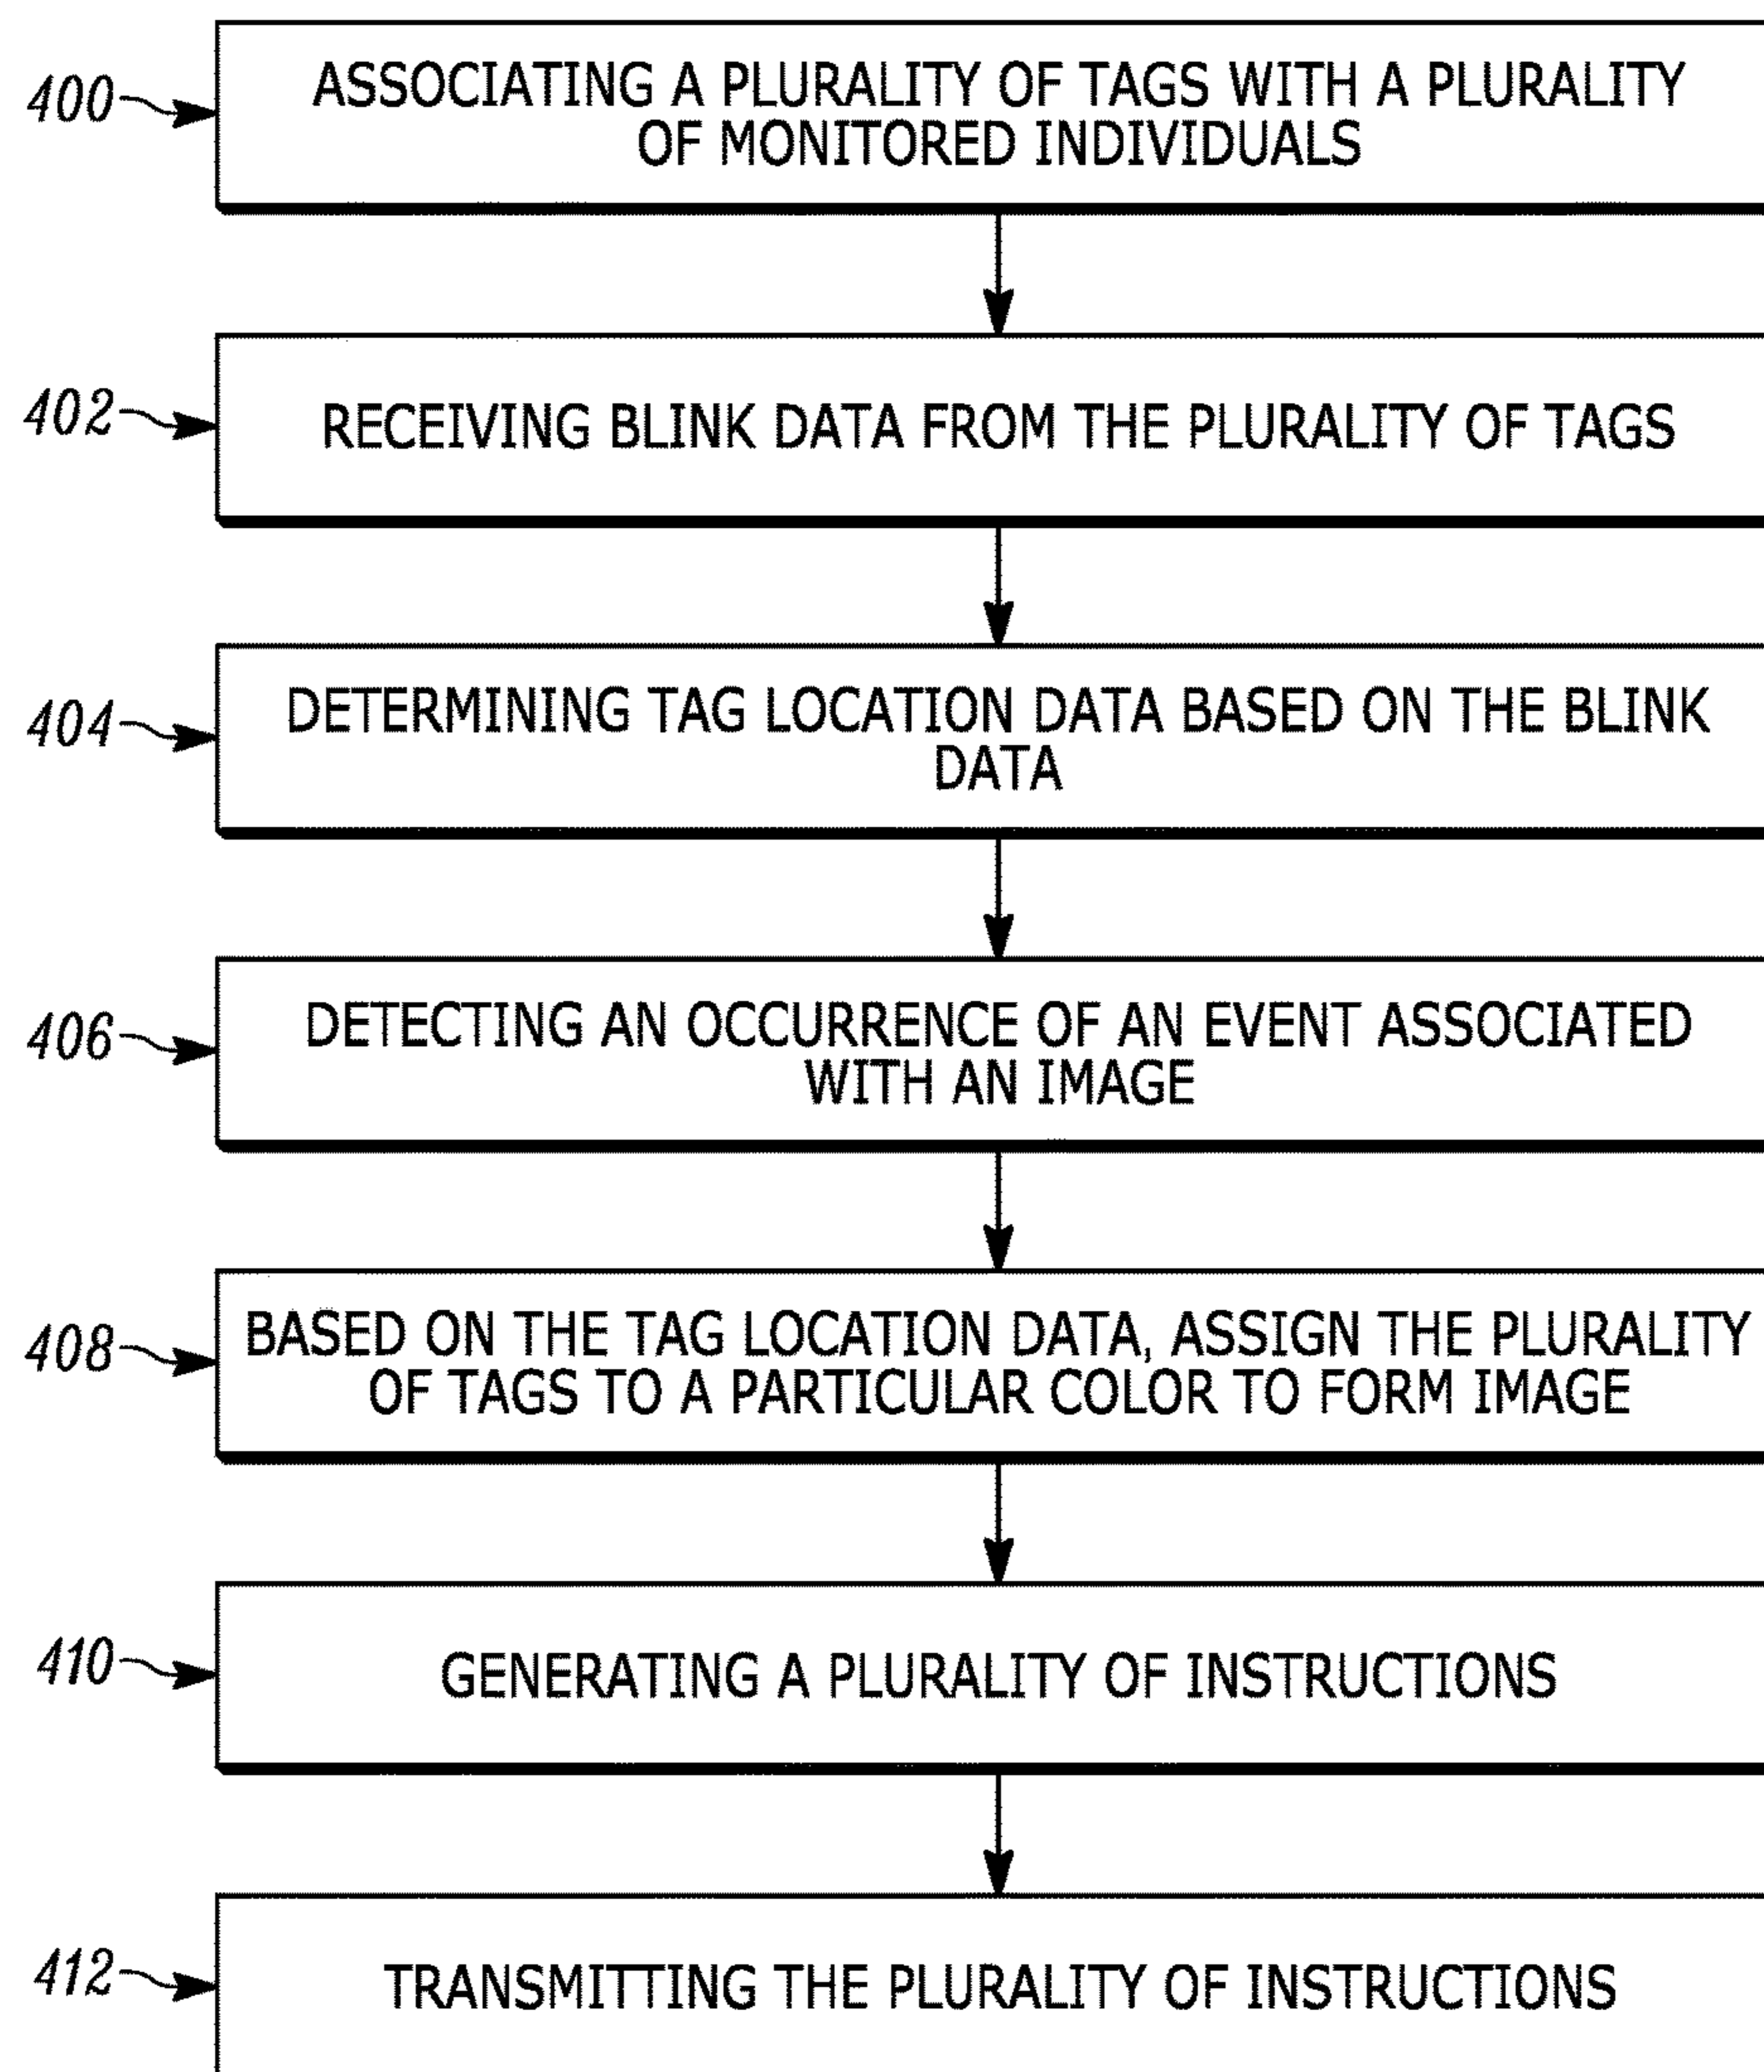 400
ASSOCIATING A PLURALITY OF TAGS WITH A PLURALITY
OF MONITORED INDIVIDUALS
402
RECEIVING BLINK DATA FROM THE PLURALITY OF TAGS
404
DETERMINING TAG LOCATION DATA BASED ON THE BLINK
DATA
406
DETECTING AN OCCURRENCE OF AN EVENT ASSOCIATED
WITH AN IMAGE
408
BASED ON THE TAG LOCATION DATA, ASSIGN THE PLURALITY
OF TAGS TO A PARTICULAR COLOR TO FORM IMAGE
410
GENERATING A PLURALITY OF INSTRUCTIONS
412
TRANSMITTING THE PLURALITY OF INSTRUCTIONS